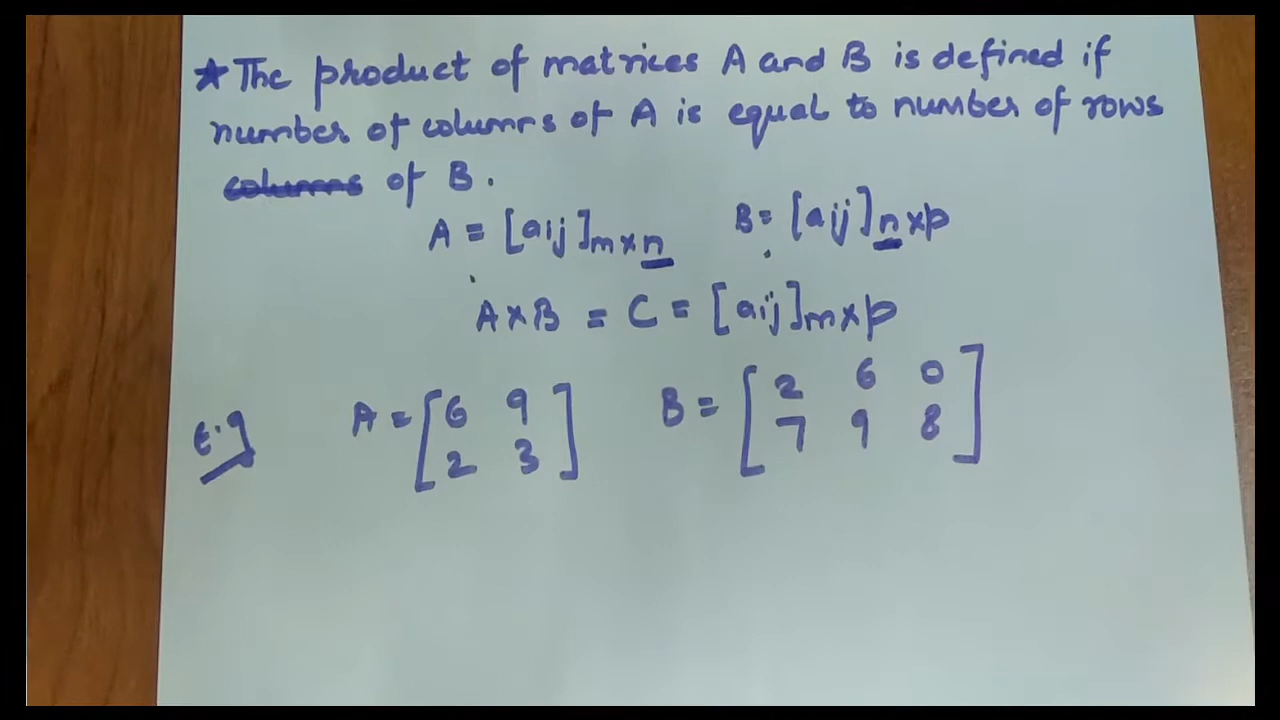 ★ The product of matrices A and B is defined if
number of columns of A is equal to number of rows
columns of B.
A = [aij]m×n B = [aij]n×p
A×B = C = [aij]m×p
E.g A = [6 9 B = [2 6 0
2 3] 7 9 8]